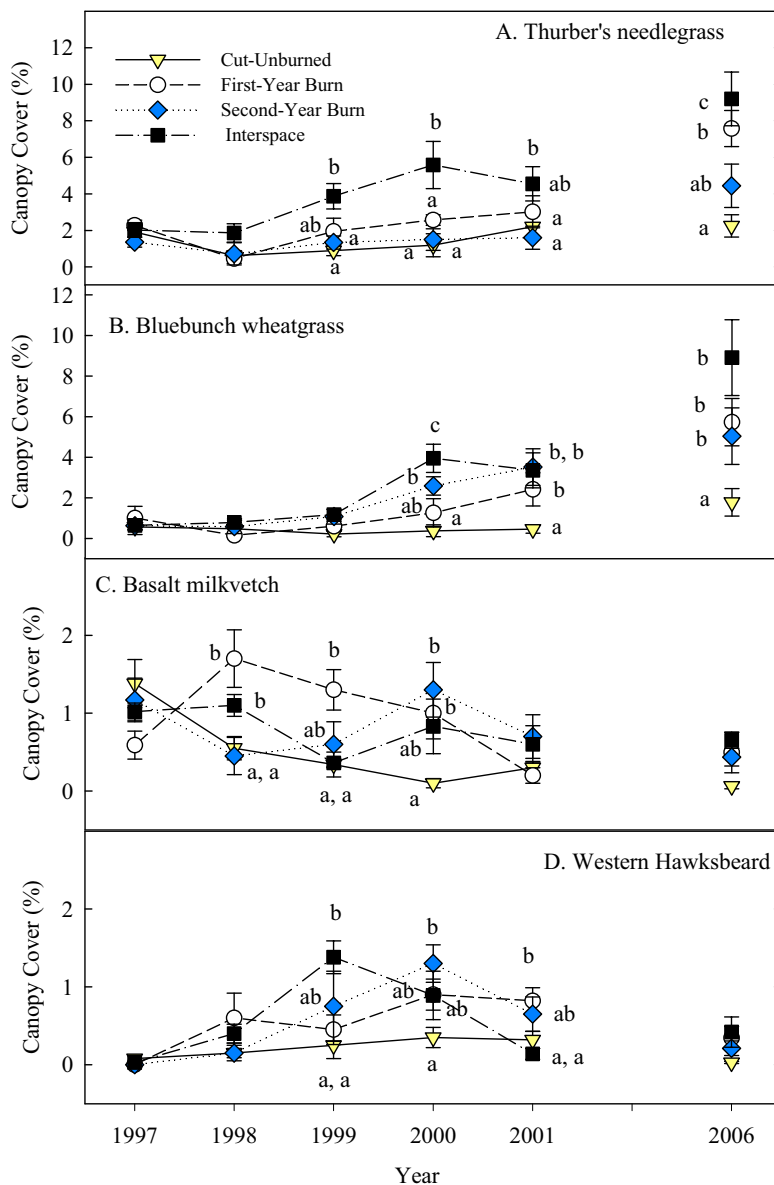 A. Thurber's needlegrass
Cut-Unburned
First-Year Burn
Second-Year Burn
Interspace
Canopy Cover (%)
14
12
10
8
6
4
2
0
b
ab
a
a
b
a
a
a
b
ab
a
a
c
b
ab
a
B. Bluebunch wheatgrass
Canopy Cover (%)
12
10
8
6
4
2
0
c
b
ab
a
b, b
b
a
b
b
b
a
C. Basalt milkvetch
Canopy Cover (%)
2
1
0
b
b
a, a
b
ab
a, a
b
b
ab
a
D. Western Hawksbeard
Canopy Cover (%)
2
1
0
b
ab
a, a
b
ab
ab
a
b
ab
a, a
1997 1998 1999 2000 2001 2006
Year